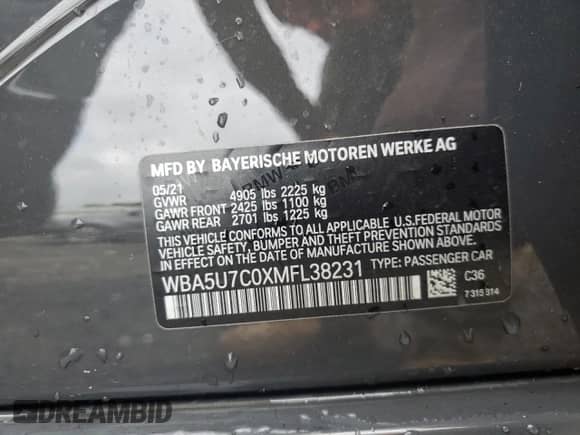 MFD BY BAYERISCHE MOTOREN WERKE AG
05/21
GVWR 4905 lbs 2225 kg
GAWR FRONT 2425 lbs 1100 kg
GAWR REAR 2701 lbs 1225 kg
THIS VEHICLE CONFORMS TO ALL APPLICABLE U.S.FEDERAL MOTOR
VEHICLE SAFETY, BUMPER, AND THEFT PREVENTION STANDARDS
IN EFFECT ON THE DATE OF MANUFACTURE SHOWN ABOVE.
WBA5U7C0XMFL38231 TYPE: PASSENGER CAR
C36
7 315 314
DREAMBID